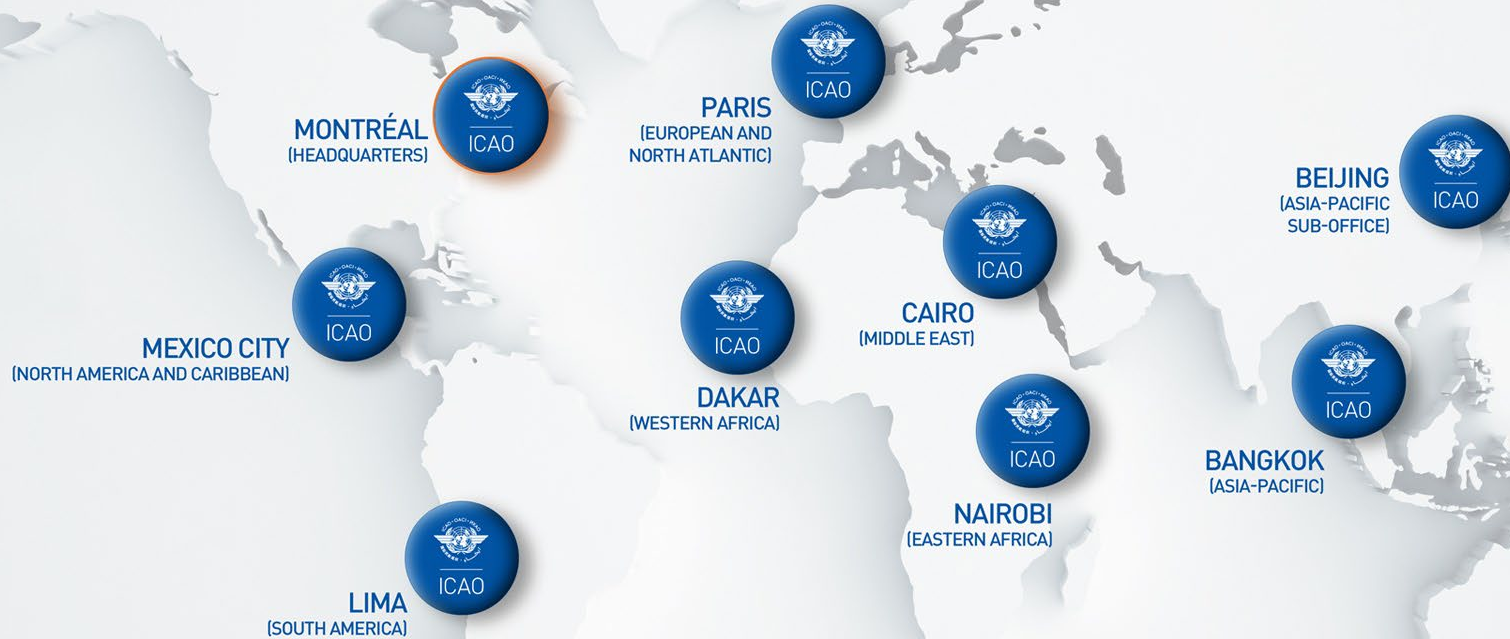 ICAO
MONTRÉAL
(HEADQUARTERS)
ICAO
PARIS
(EUROPEAN AND
NORTH ATLANTIC)
ICAO
BEIJING
(ASIA-PACIFIC
SUB-OFFICE)
ICAO
MEXICO CITY
(NORTH AMERICA AND CARIBBEAN)
ICAO
DAKAR
(WESTERN AFRICA)
ICAO
CAIRO
(MIDDLE EAST)
ICAO
NAIROBI
(EASTERN AFRICA)
ICAO
BANGKOK
(ASIA-PACIFIC)
ICAO
LIMA
(SOUTH AMERICA)